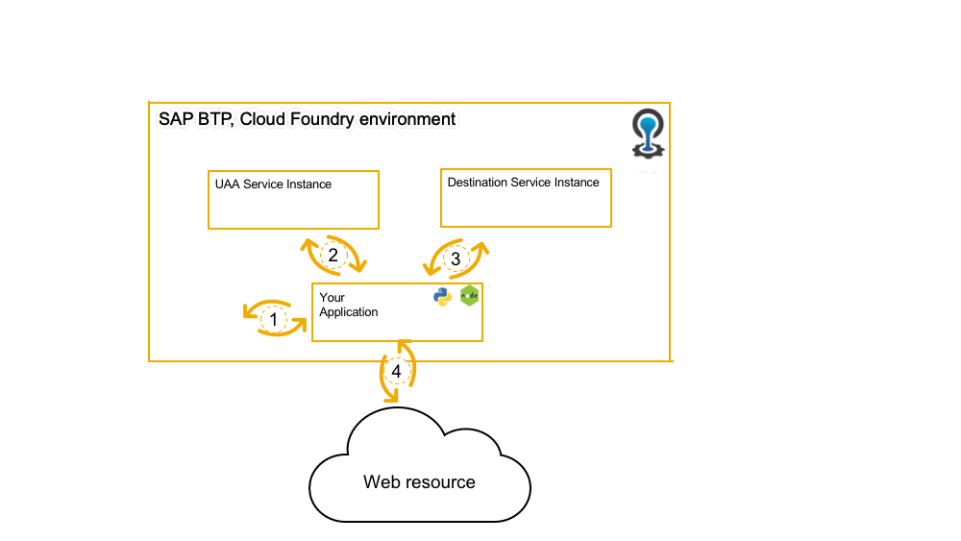 SAP BTP, Cloud Foundry environment
UAA Service Instance
Destination Service Instance
2
3
Your
Application
node
1
4
Web resource